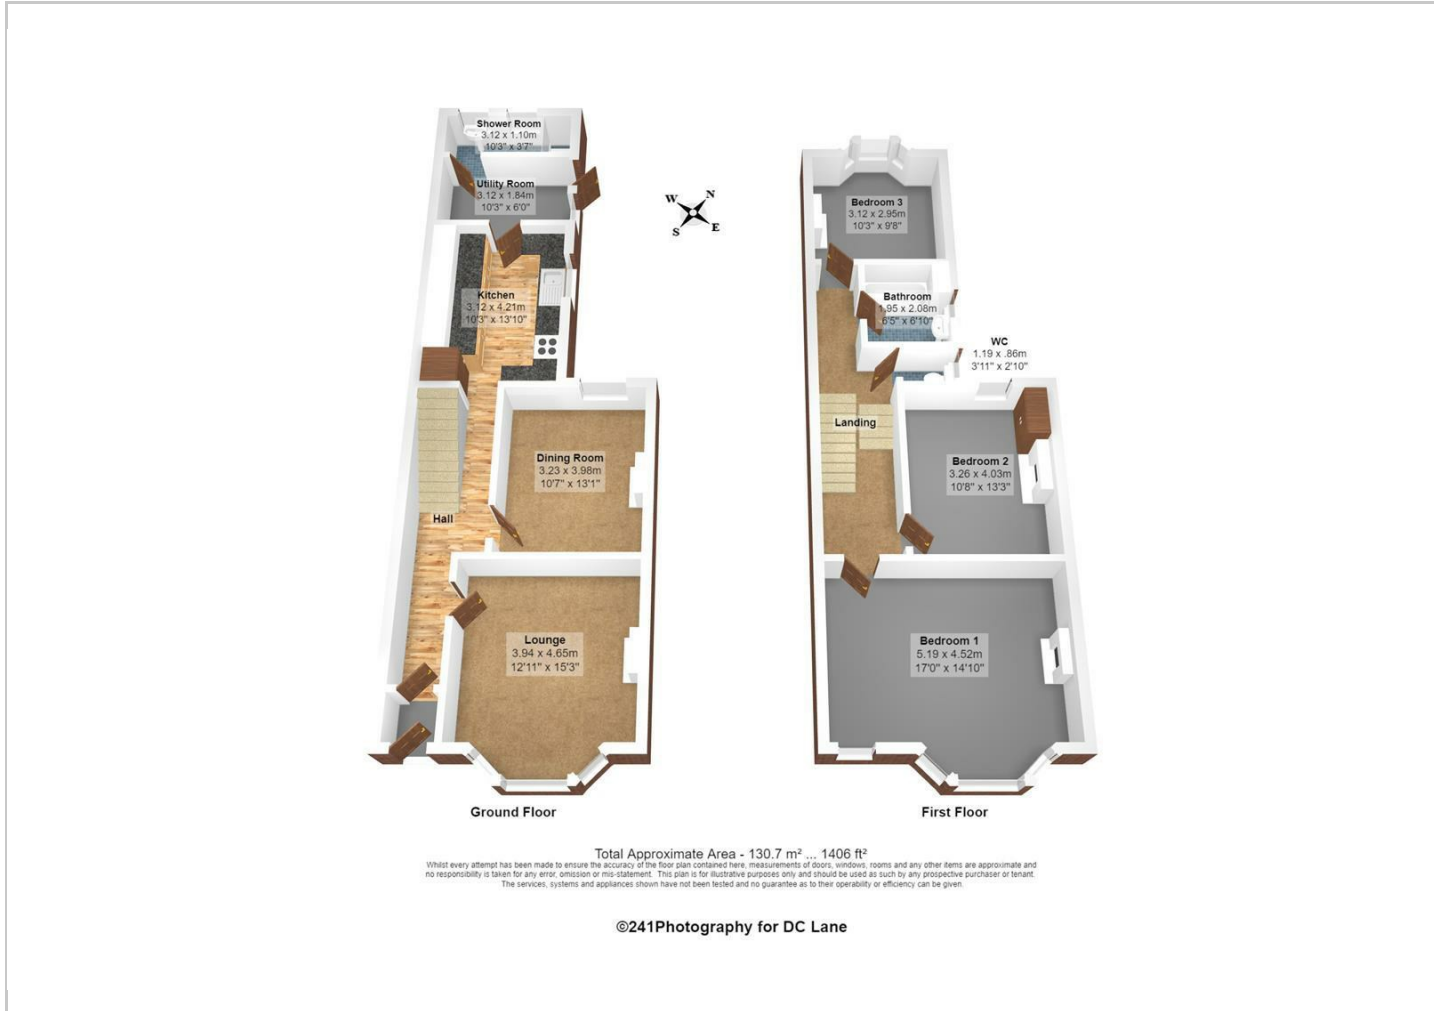 Shower Room
3.12 x 1.10m
10'3" x 3'7"
Utility Room
3.12 x 1.84m
10'3" x 6'0"
Kitchen
3.12 x 4.21m
10'3" x 13'10"
Dining Room
3.23 x 3.98m
10'7" x 13'1"
Hall
Lounge
3.94 x 4.65m
12'11" x 15'3"
Ground Floor
W N
S E
Bedroom 3
3.12 x 2.95m
10'3" x 9'8"
Bathroom
1.95 x 2.08m
6'5" x 6'10"
WC
1.19 x .86m
3'11" x 2'10"
Landing
Bedroom 2
3.26 x 4.03m
10'8" x 13'3"
Bedroom 1
5.19 x 4.52m
17'0" x 14'10"
First Floor
Total Approximate Area - 130.7 m² ... 1406 ft²
Whilst every attempt has been made to ensure the accuracy of the floor plan contained here, measurements of doors, windows, rooms and any other items are approximate and
no responsibility is taken for any error, omission or mis-statement. This plan is for illustrative purposes only and should be used as such by any prospective purchaser or tenant.
The services, systems and appliances shown have not been tested and no guarantee as to their operability or efficiency can be given.
©241Photography for DC Lane